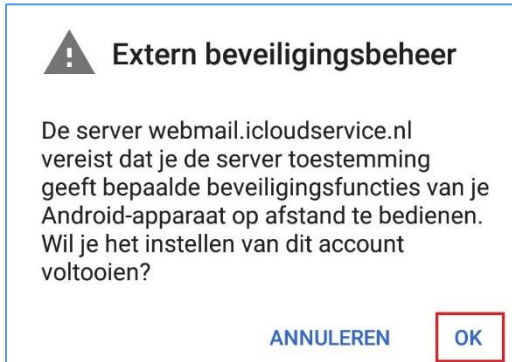 Extern beveiligingsbeheer
De server webmail.icloudservice.nl
vereist dat je de server toestemming
geeft bepaalde beveiligingsfuncties van je
Android-apparaat op afstand te bedienen.
Wil je het instellen van dit account
voltooien?
ANNULEREN OK